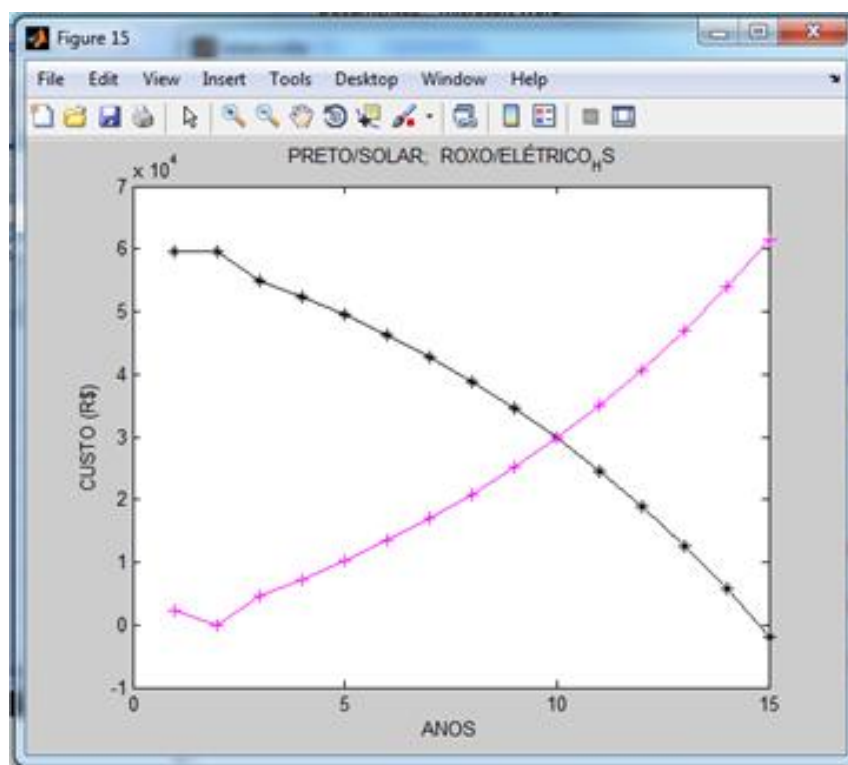 Figure 15
File Edit View Insert Tools Desktop Window Help
PRETO/SOLAR; ROXO/ELÉTRICO_HS
x 10^4
7
6
5
4
3
2
1
0
-1
0 5 10 15
CUSTO (R$)
ANOS